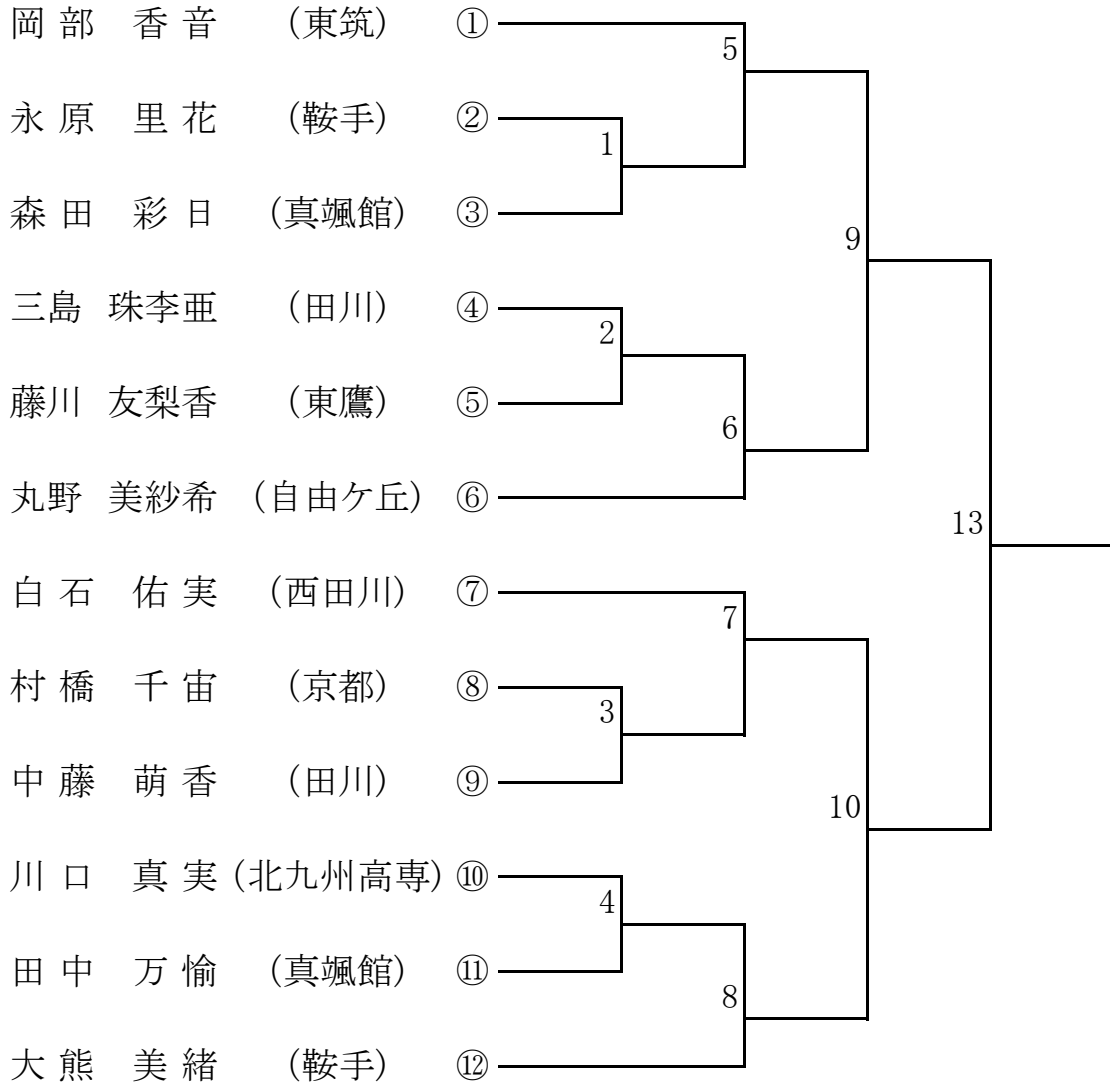 岡部 香音 (東筑) ①
5
永原 里花 (鞍手) ②
1
森田 彩日 (真颯館) ③
9
三島 珠李亜 (田川) ④
2
藤川 友梨香 (東鷹) ⑤
6
丸野 美紗希 (自由ケ丘) ⑥
13
白石 佑実 (西田川) ⑦
7
村橋 千宙 (京都) ⑧
3
中藤 萌香 (田川) ⑨
10
川口 真実 (北九州高専) ⑩
4
田中 万愉 (真颯館) ⑪
8
大熊 美緒 (鞍手) ⑫